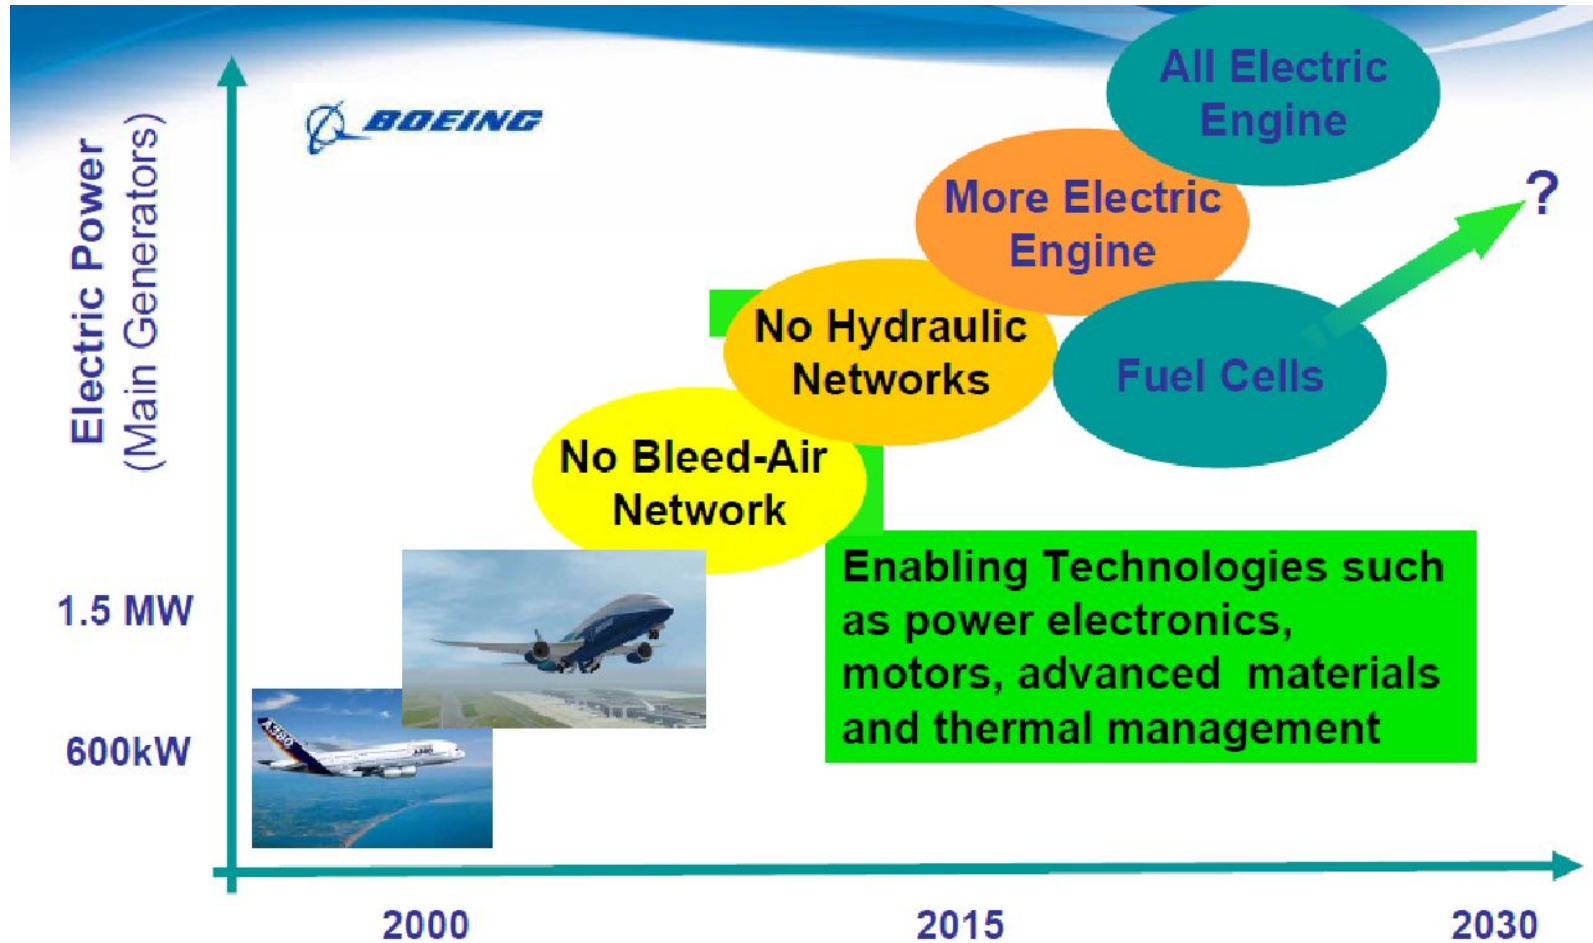 BOEING
Electric Power
(Main Generators)
All Electric
Engine
More Electric
Engine
?
No Hydraulic
Networks
Fuel Cells
No Bleed-Air
Network
Enabling Technologies such
as power electronics,
motors, advanced materials
and thermal management
1.5 MW
600kW
A380
2000
2015
2030